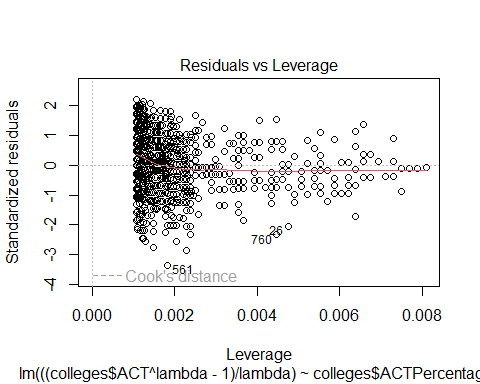 Residuals vs Leverage
Standardized residuals
2
1
0
-1
-2
-3
-4
26
760
561
Cook's distance
0.000 0.002 0.004 0.006 0.008
Leverage
lm(((colleges$ACT^lambda - 1)/lambda) ~ colleges$ACTPercentag